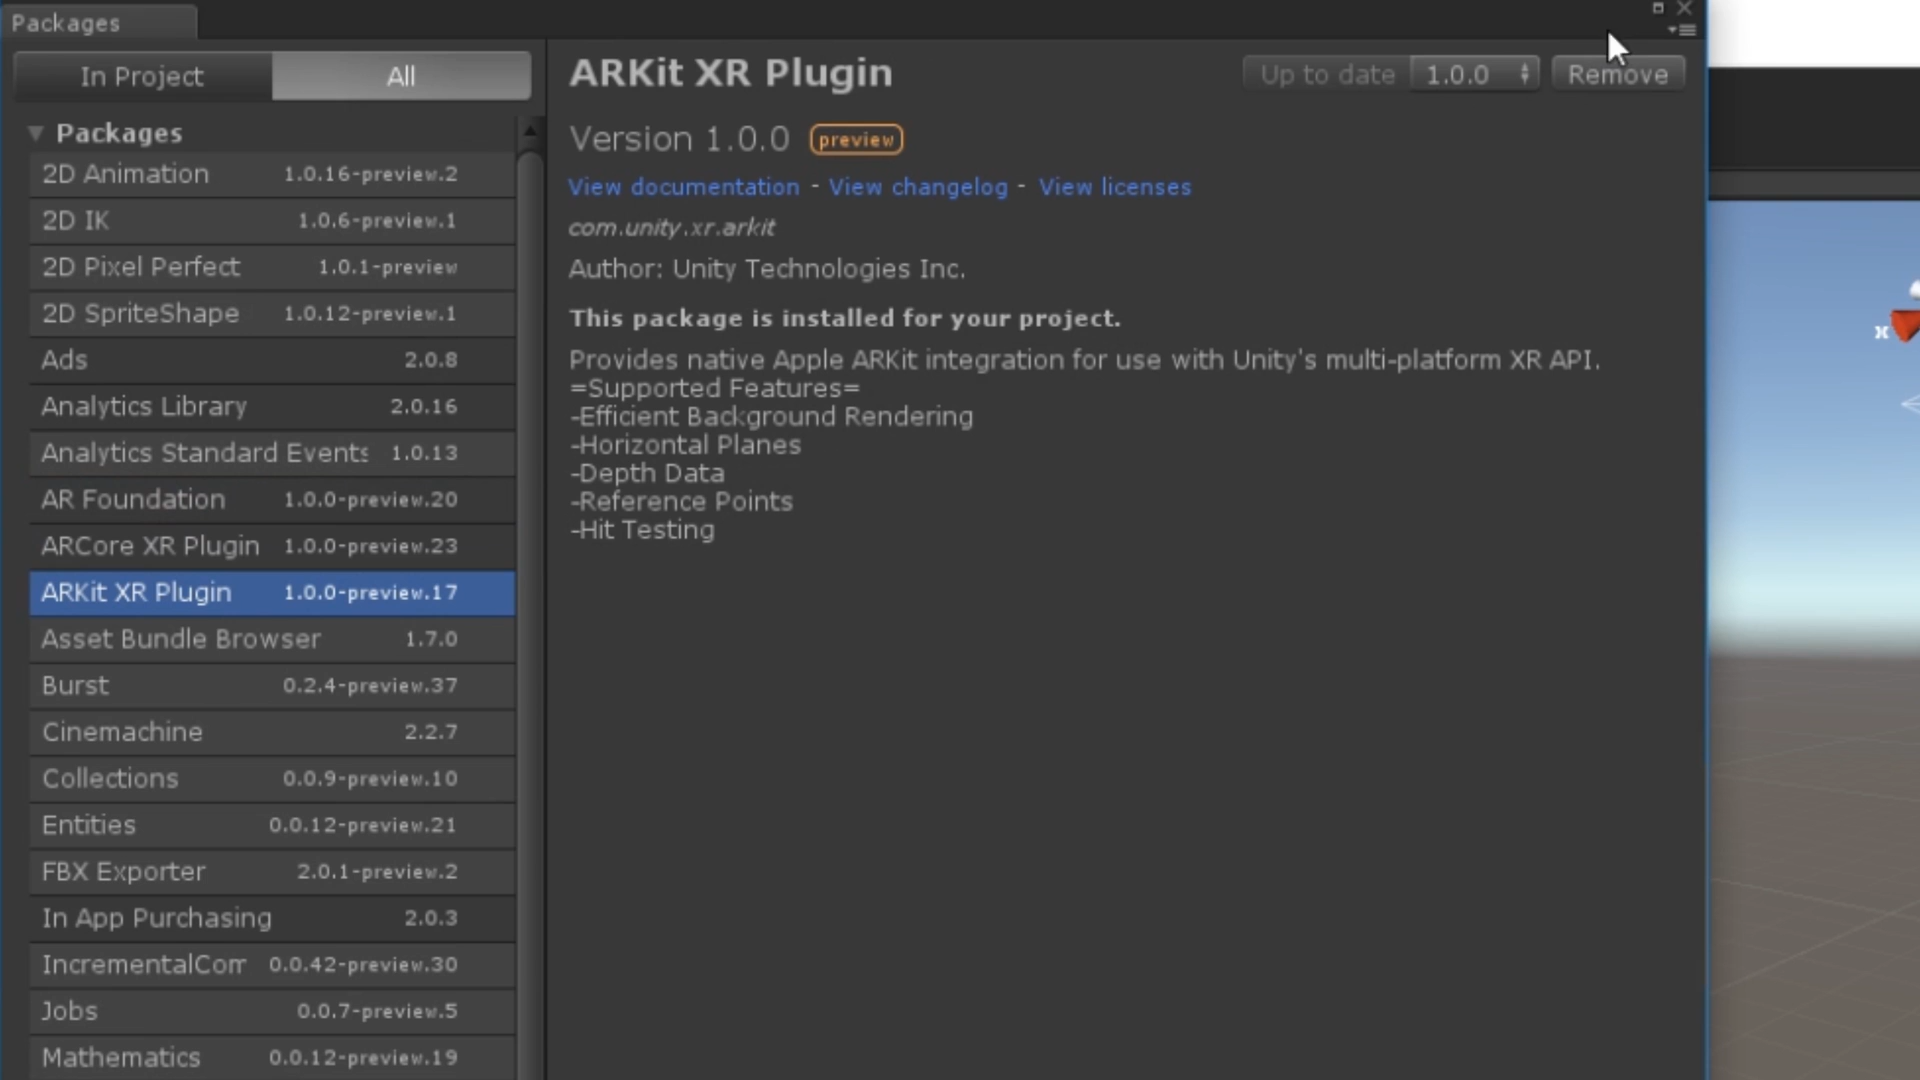 Packages
In Project
All
Packages
2D Animation 1.0.16-preview.2
2D IK 1.0.6-preview.1
2D Pixel Perfect 1.0.1-preview
2D SpriteShape 1.0.12-preview.1
Ads 2.0.8
Analytics Library 2.0.16
Analytics Standard Events 1.0.13
AR Foundation 1.0.0-preview.20
ARCore XR Plugin 1.0.0-preview.23
ARKit XR Plugin 1.0.0-preview.17
Asset Bundle Browser 1.7.0
Burst 0.2.4-preview.37
Cinemachine 2.2.7
Collections 0.0.9-preview.10
Entities 0.0.12-preview.21
FBX Exporter 2.0.1-preview.2
In App Purchasing 2.0.3
IncrementalCom 0.0.42-preview.30
Jobs 0.0.7-preview.5
Mathematics 0.0.12-preview.19
ARKit XR Plugin
Up to date 1.0.0 Remove
Version 1.0.0 preview
View documentation - View changelog - View licenses
com.unity.xr.arkit
Author: Unity Technologies Inc.
This package is installed for your project.
Provides native Apple ARKit integration for use with Unity's multi-platform XR API.
=Supported Features=
-Efficient Background Rendering
-Horizontal Planes
-Depth Data
-Reference Points
-Hit Testing
x